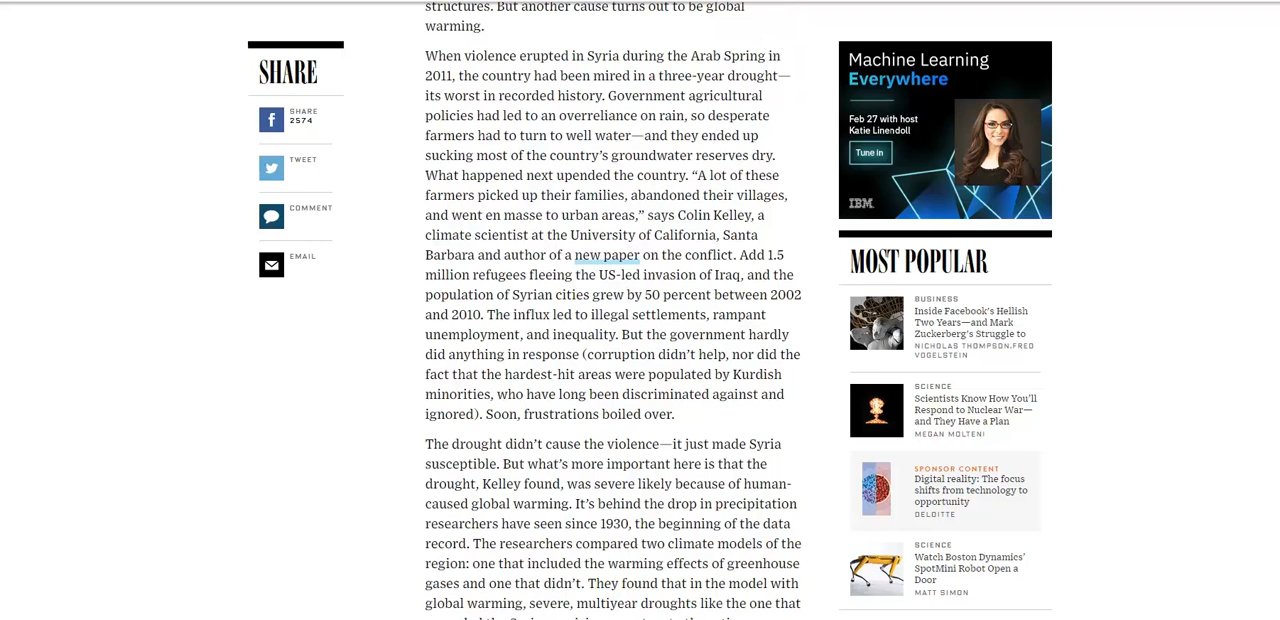 structures. But another cause turns out to be global
warming.
When violence erupted in Syria during the Arab Spring in
2011, the country had been mired in a three-year drought—
its worst in recorded history. Government agricultural
policies had led to an overreliance on rain, so desperate
farmers had to turn to well water—and they ended up
sucking most of the country's groundwater reserves dry.
What happened next upended the country. “A lot of these
farmers picked up their families, abandoned their villages,
and went en masse to urban areas,” says Colin Kelley, a
climate scientist at the University of California, Santa
Barbara and author of a new paper on the conflict. Add 1.5
million refugees fleeing the US-led invasion of Iraq, and the
population of Syrian cities grew by 50 percent between 2002
and 2010. The influx led to illegal settlements, rampant
unemployment, and inequality. But the government hardly
did anything in response (corruption didn’t help, nor did the
fact that the hardest-hit areas were populated by Kurdish
minorities, who have long been discriminated against and
ignored). Soon, frustrations boiled over.
The drought didn’t cause the violence—it just made Syria
susceptible. But what’s more important here is that the
drought, Kelley found, was severe likely because of human-
caused global warming. It’s behind the drop in precipitation
researchers have seen since 1930, the beginning of the data
record. The researchers compared two climate models of the
region: one that included the warming effects of greenhouse
gases and one that didn’t. They found that in the model with
global warming, severe, multiyear droughts like the one that
SHARE
SHARE
2574
TWEET
COMMENT
EMAIL
Machine Learning
Everywhere
Feb 27 with host
Katie Linendoll
Tune in
IBM
MOST POPULAR
BUSINESS
Inside Facebook’s Hellish
Two Years—and Mark
Zuckerberg’s Struggle to
NICHOLAS THOMPSON,FRED
VOGELSTEIN
SCIENCE
Scientists Know How You’ll
Respond to Nuclear War—
and They Have a Plan
MEGAN MOLTENI
SPONSOR CONTENT
Digital reality: The focus
shifts from technology to
opportunity
DELOITTE
SCIENCE
Watch Boston Dynamics’
SpotMini Robot Open a
Door
MATT SIMON